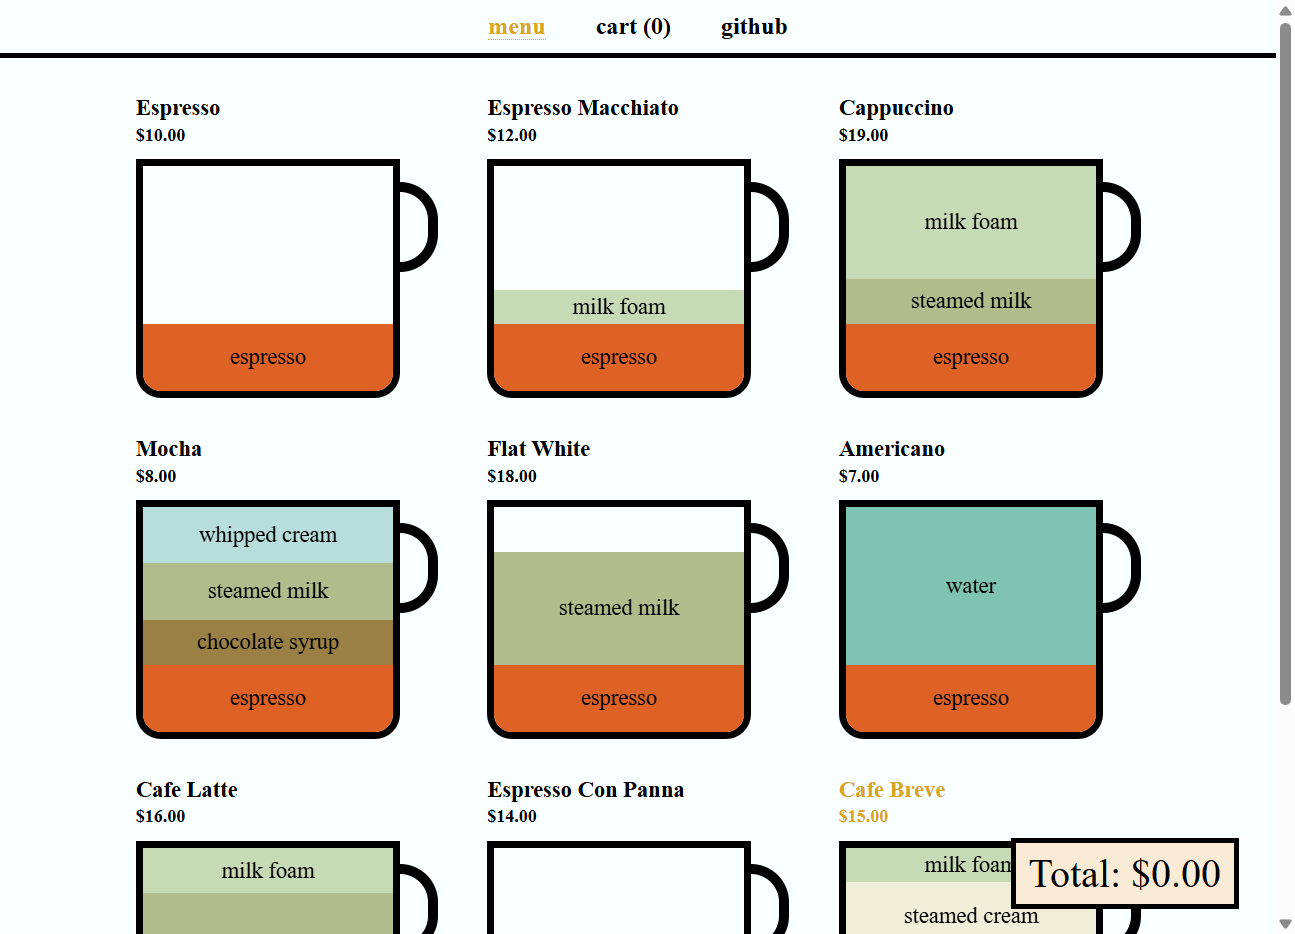 menu cart (0) github
Espresso
$10.00
espresso
Espresso Macchiato
$12.00
milk foam
espresso
Cappuccino
$19.00
milk foam
steamed milk
espresso
Mocha
$8.00
whipped cream
steamed milk
chocolate syrup
espresso
Flat White
$18.00
steamed milk
espresso
Americano
$7.00
water
espresso
Cafe Latte
$16.00
milk foam
Espresso Con Panna
$14.00
Cafe Breve
$15.00
milk foam
steamed cream
Total: $0.00